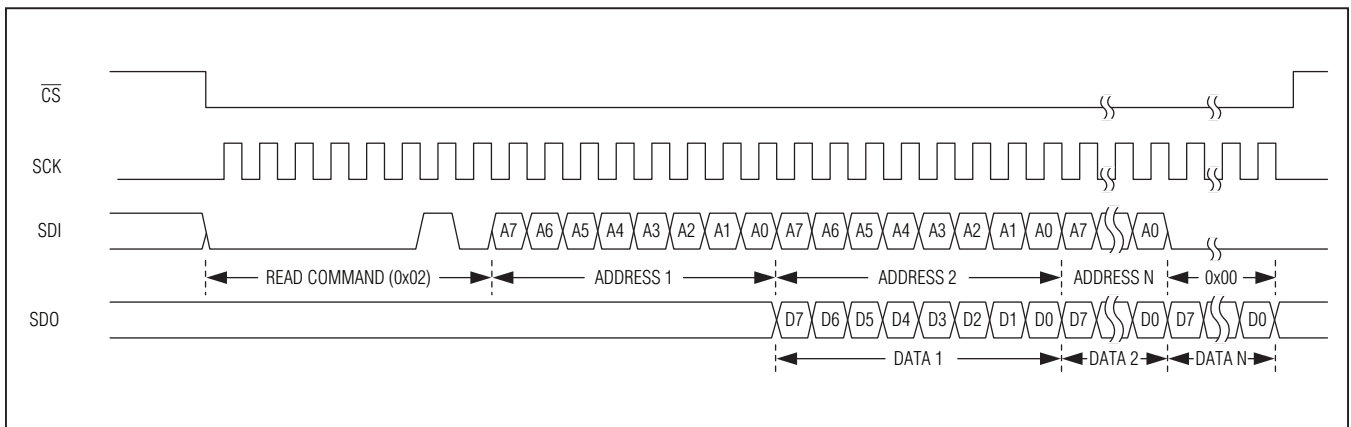 CS
SCK
SDI A7 A6 A5 A4 A3 A2 A1 A0 A7 A6 A5 A4 A3 A2 A1 A0 A7 A0
READ COMMAND (0x02) ADDRESS 1 ADDRESS 2 ADDRESS N 0x00
SDO D7 D6 D5 D4 D3 D2 D1 D0 D7 D0 D7 D0
DATA 1 DATA 2 DATA N